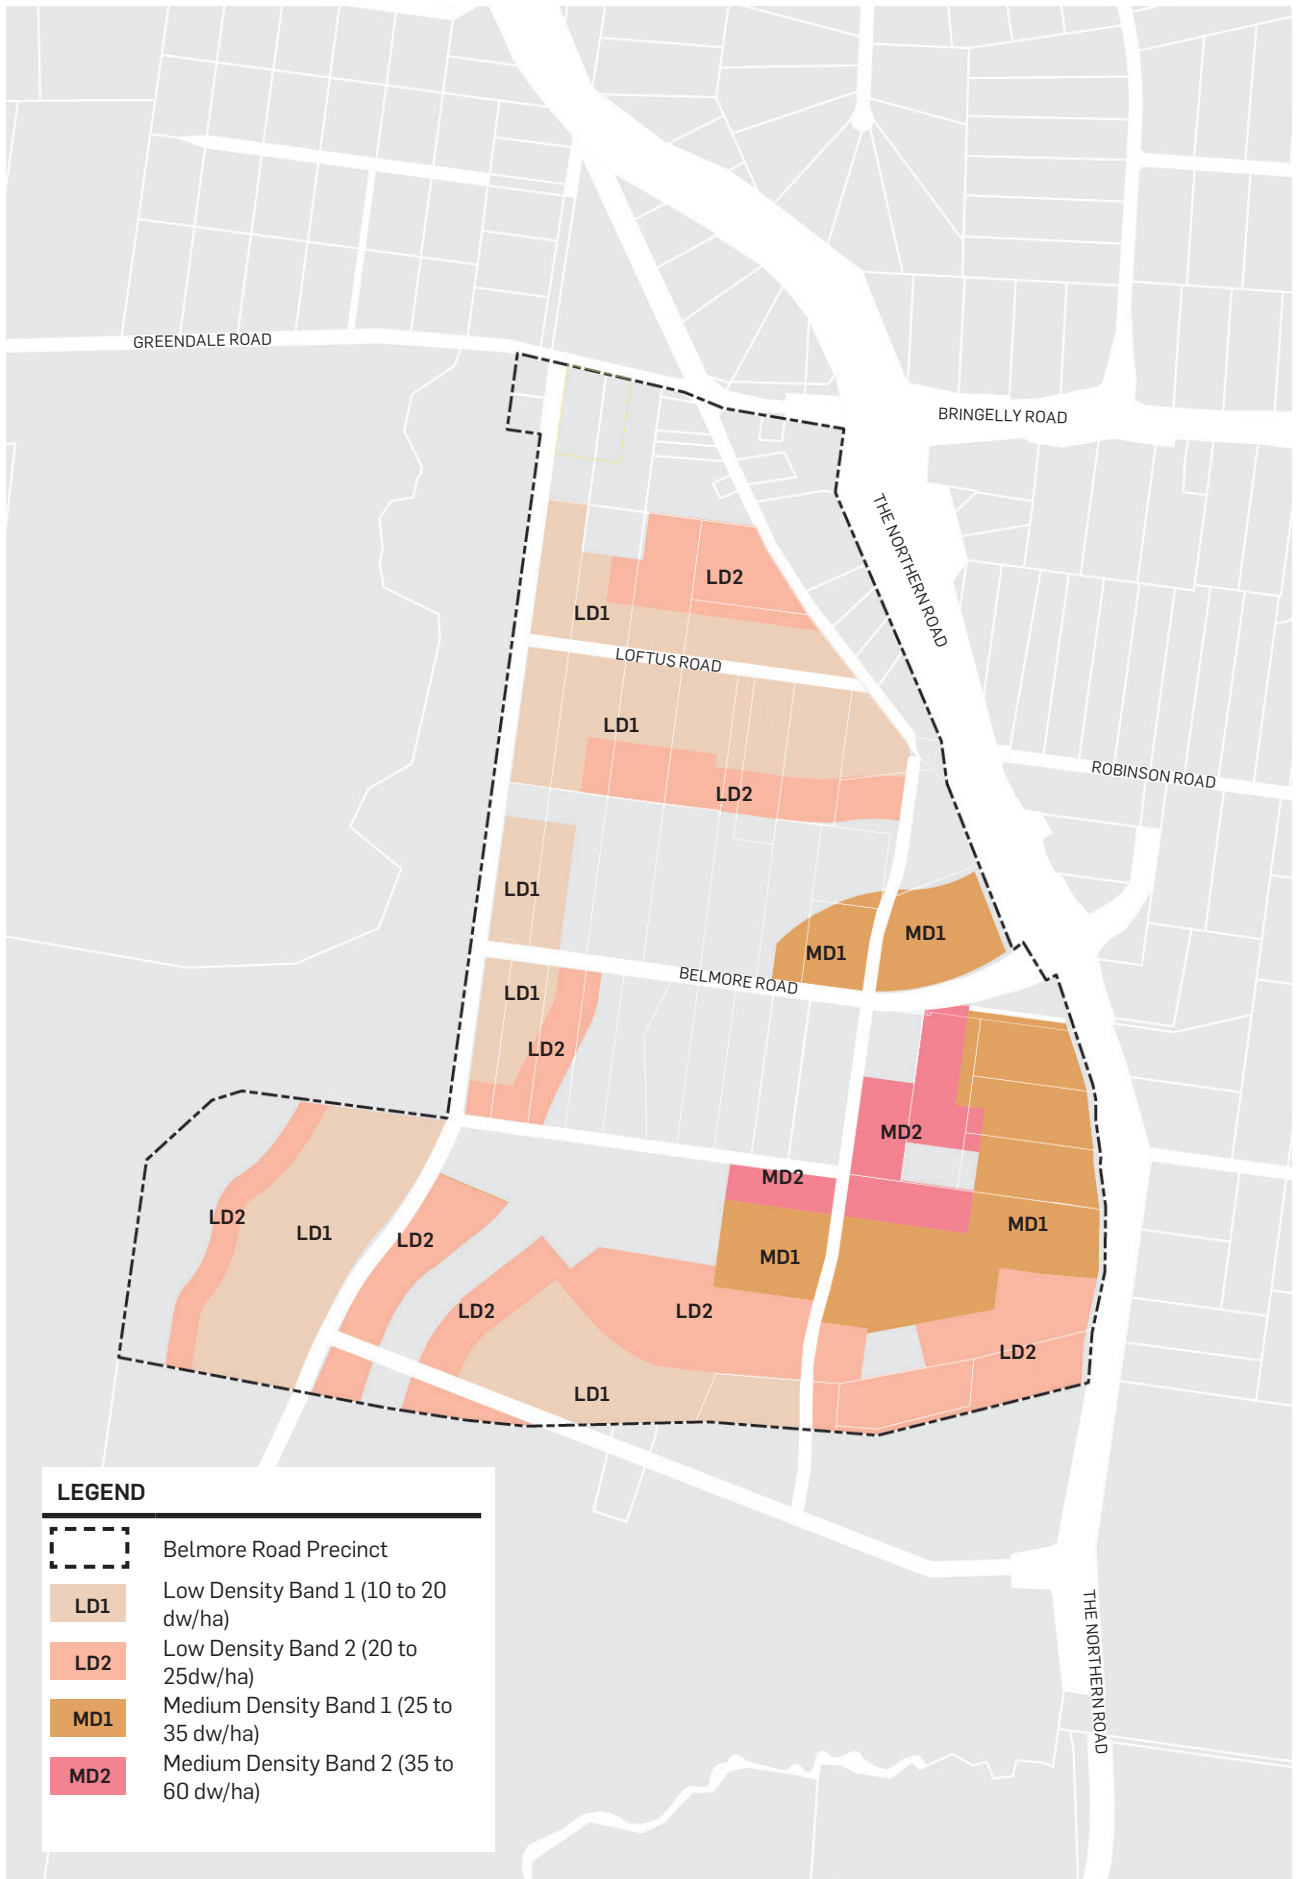 GREENDALE ROAD
BRINGELLY ROAD
THE NORTHERN ROAD
LD2
LD1
LOFTUS ROAD
LD1
ROBINSON ROAD
LD2
LD1
MD1
MD1
BELMORE ROAD
LD1
LD2
MD2
MD2
LD2
LD1
LD2
MD1
MD1
LD2
LD2
LD2
LD1
THE NORTHERN ROAD
LEGEND
Belmore Road Precinct
LD1
Low Density Band 1 (10 to 20
dw/ha)
LD2
Low Density Band 2 (20 to
25dw/ha)
MD1
Medium Density Band 1 (25 to
35 dw/ha)
MD2
Medium Density Band 2 (35 to
60 dw/ha)